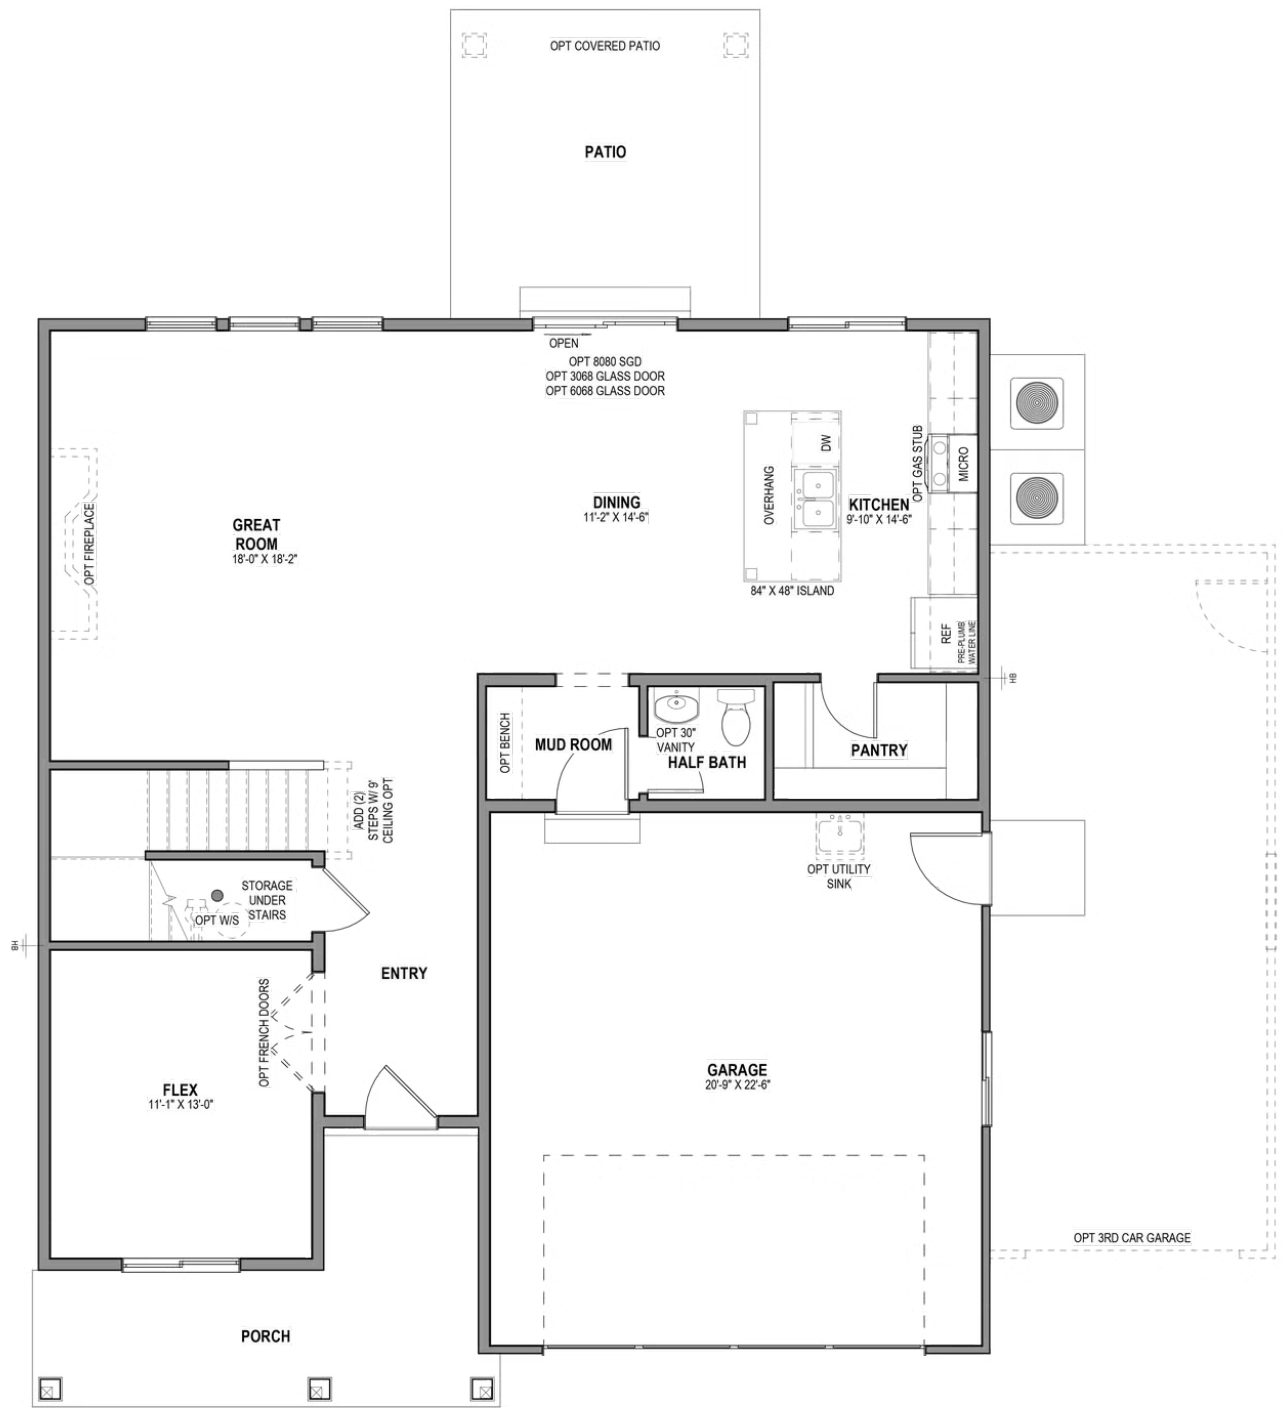 OPT COVERED PATIO
PATIO
OPEN
OPT 8080 SGD
OPT 3068 GLASS DOOR
OPT 6068 GLASS DOOR
OPT FIREPLACE
GREAT
ROOM
18'-0" X 18'-2"
DINING
11'-2" X 14'-6"
OVERHANG
DW
84" X 48" ISLAND
KITCHEN
9'-10" X 14'-6"
OPT GAS STUB
MICRO
REF
PRE-PLUMB
WATER LINE
HB
OPT BENCH
MUD ROOM
OPT 30"
VANITY
HALF BATH
PANTRY
ADD (2)
STEPS W/ 9'
CEILING OPT
STORAGE
UNDER
STAIRS
OPT W/S
OPT UTILITY
SINK
HB
ENTRY
OPT FRENCH DOORS
FLEX
11'-1" X 13'-0"
GARAGE
20'-9" X 22'-6"
OPT 3RD CAR GARAGE
PORCH